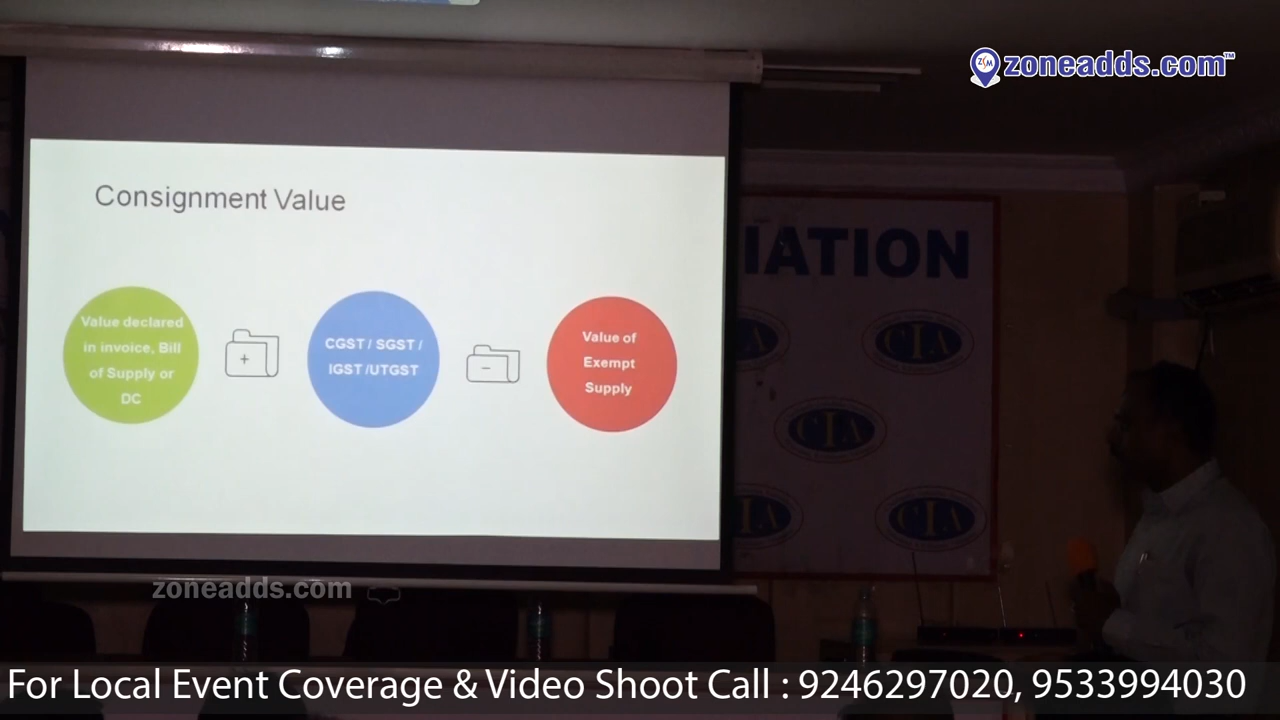 zoneadds.com™
Consignment Value
Value declared
in invoice, Bill
of Supply or
DC
+
CGST / SGST /
IGST /UTGST
−
Value of
Exempt
Supply
IATION
CIA
CIA
CIA
CIA
zoneadds.com
For Local Event Coverage & Video Shoot Call : 9246297020, 9533994030